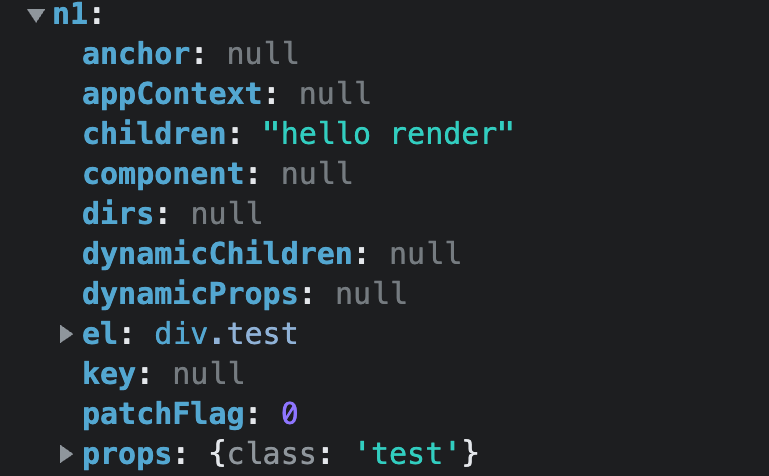 n1:
anchor: null
appContext: null
children: "hello render"
component: null
dirs: null
dynamicChildren: null
dynamicProps: null
el: div.test
key: null
patchFlag: 0
props: {class: 'test'}